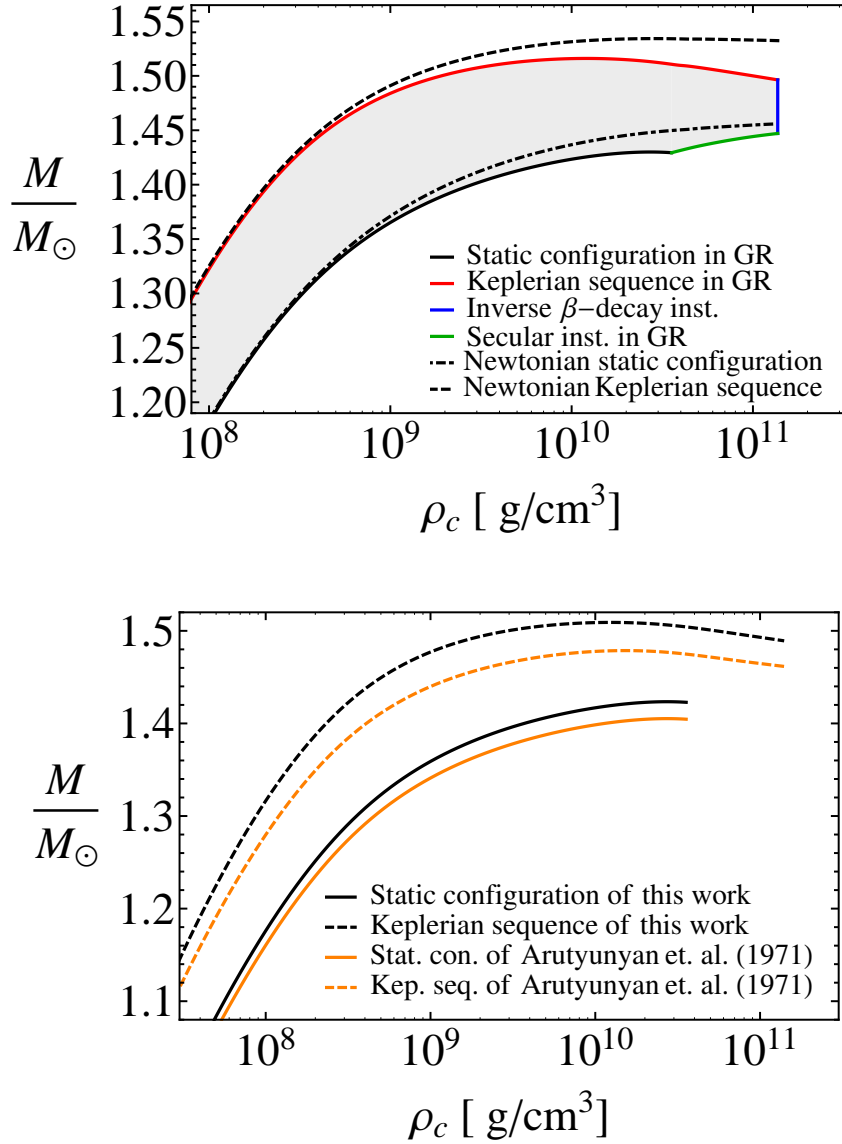 1.55
1.50
1.45
1.40
1.35
1.30
1.25
1.20
M
M⊙
Static configuration in GR
Keplerian sequence in GR
Inverse β−decay inst.
Secular inst. in GR
Newtonian static configuration
Newtonian Keplerian sequence
10⁸ 10⁹ 10¹⁰ 10¹¹
ρc [ g/cm³]
1.5
1.4
1.3
1.2
1.1
M
M⊙
Static configuration of this work
Keplerian sequence of this work
Stat. con. of Arutyunyan et. al. (1971)
Kep. seq. of Arutyunyan et. al. (1971)
10⁸ 10⁹ 10¹⁰ 10¹¹
ρc [ g/cm³]